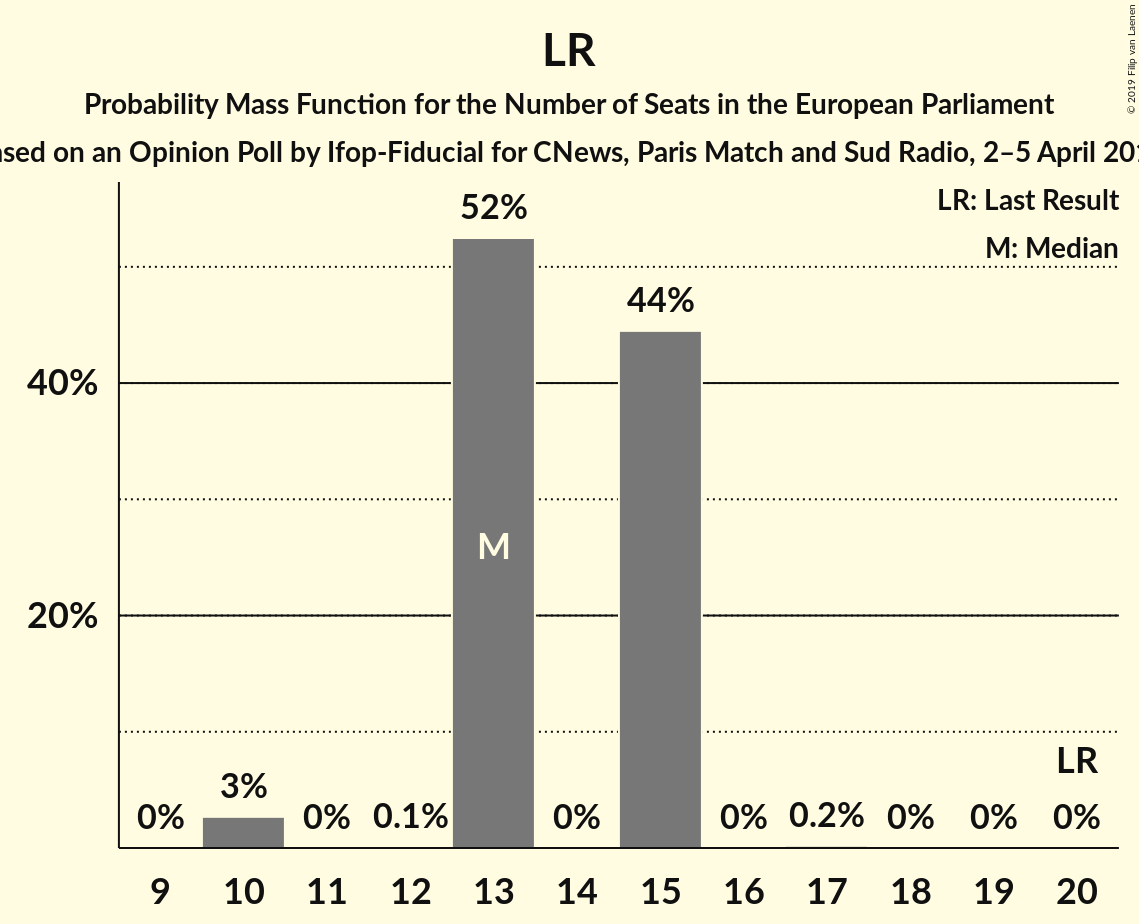 LR
Probability Mass Function for the Number of Seats in the European Parliament
on an Opinion Poll by Ifop-Fiducial for CNews, Paris Match and Sud Radio, 2–5 April
© 2019 Filip van Laenen
LR: Last Result
M: Median
52%
44%
40%
M
20%
LR
3%
0% 0% 0.1% 0% 0% 0.2% 0% 0% 0%
9 10 11 12 13 14 15 16 17 18 19 20